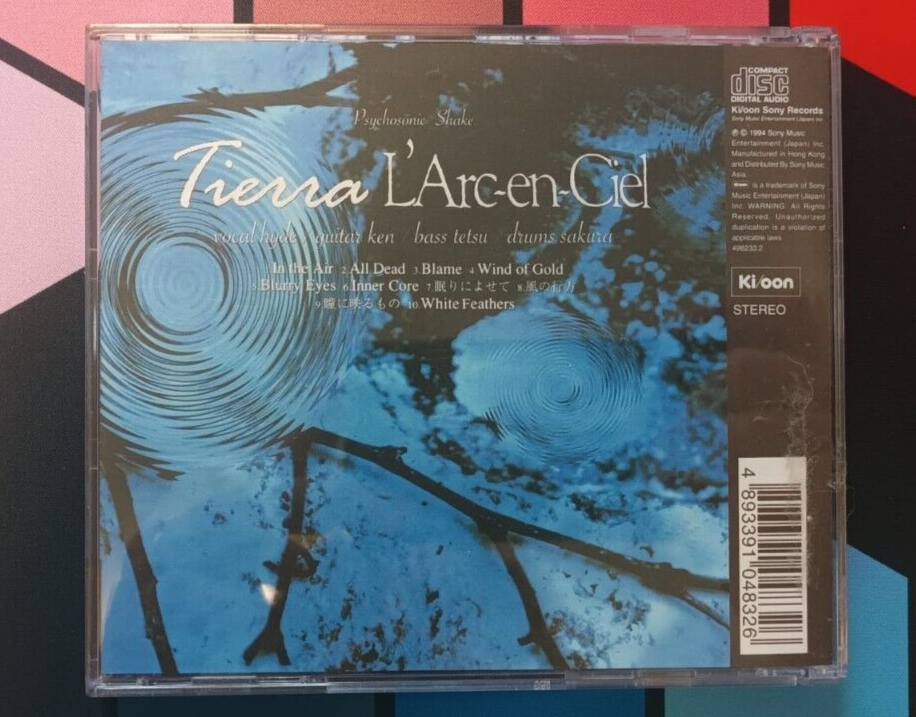 Psychosonic Shake
Tierra L'Arc-en-Ciel
vocal hyde / guitar ken / bass tetsu / drums sakura
In the Air 2.All Dead 3.Blame 4.Wind of Gold
5.Blurry Eyes 6.Inner Core 7.眠りによせて 8.風の行方
9.瞳に映るもの 10.White Feathers
COMPACT
disc
DIGITAL AUDIO
Ki/oon Sony Records
Sony Music Entertainment (Japan) Inc.
℗ © 1994 Sony Music
Entertainment (Japan) Inc.
Manufactured in Hong Kong
and Distributed By Sony Music
Asia.
Ki/oon is a trademark of Sony
Music Entertainment (Japan)
Inc. WARNING: All Rights
Reserved. Unauthorized
duplication is a violation of
applicable laws
498232.2
Ki/oon
STEREO
4 893391 048326